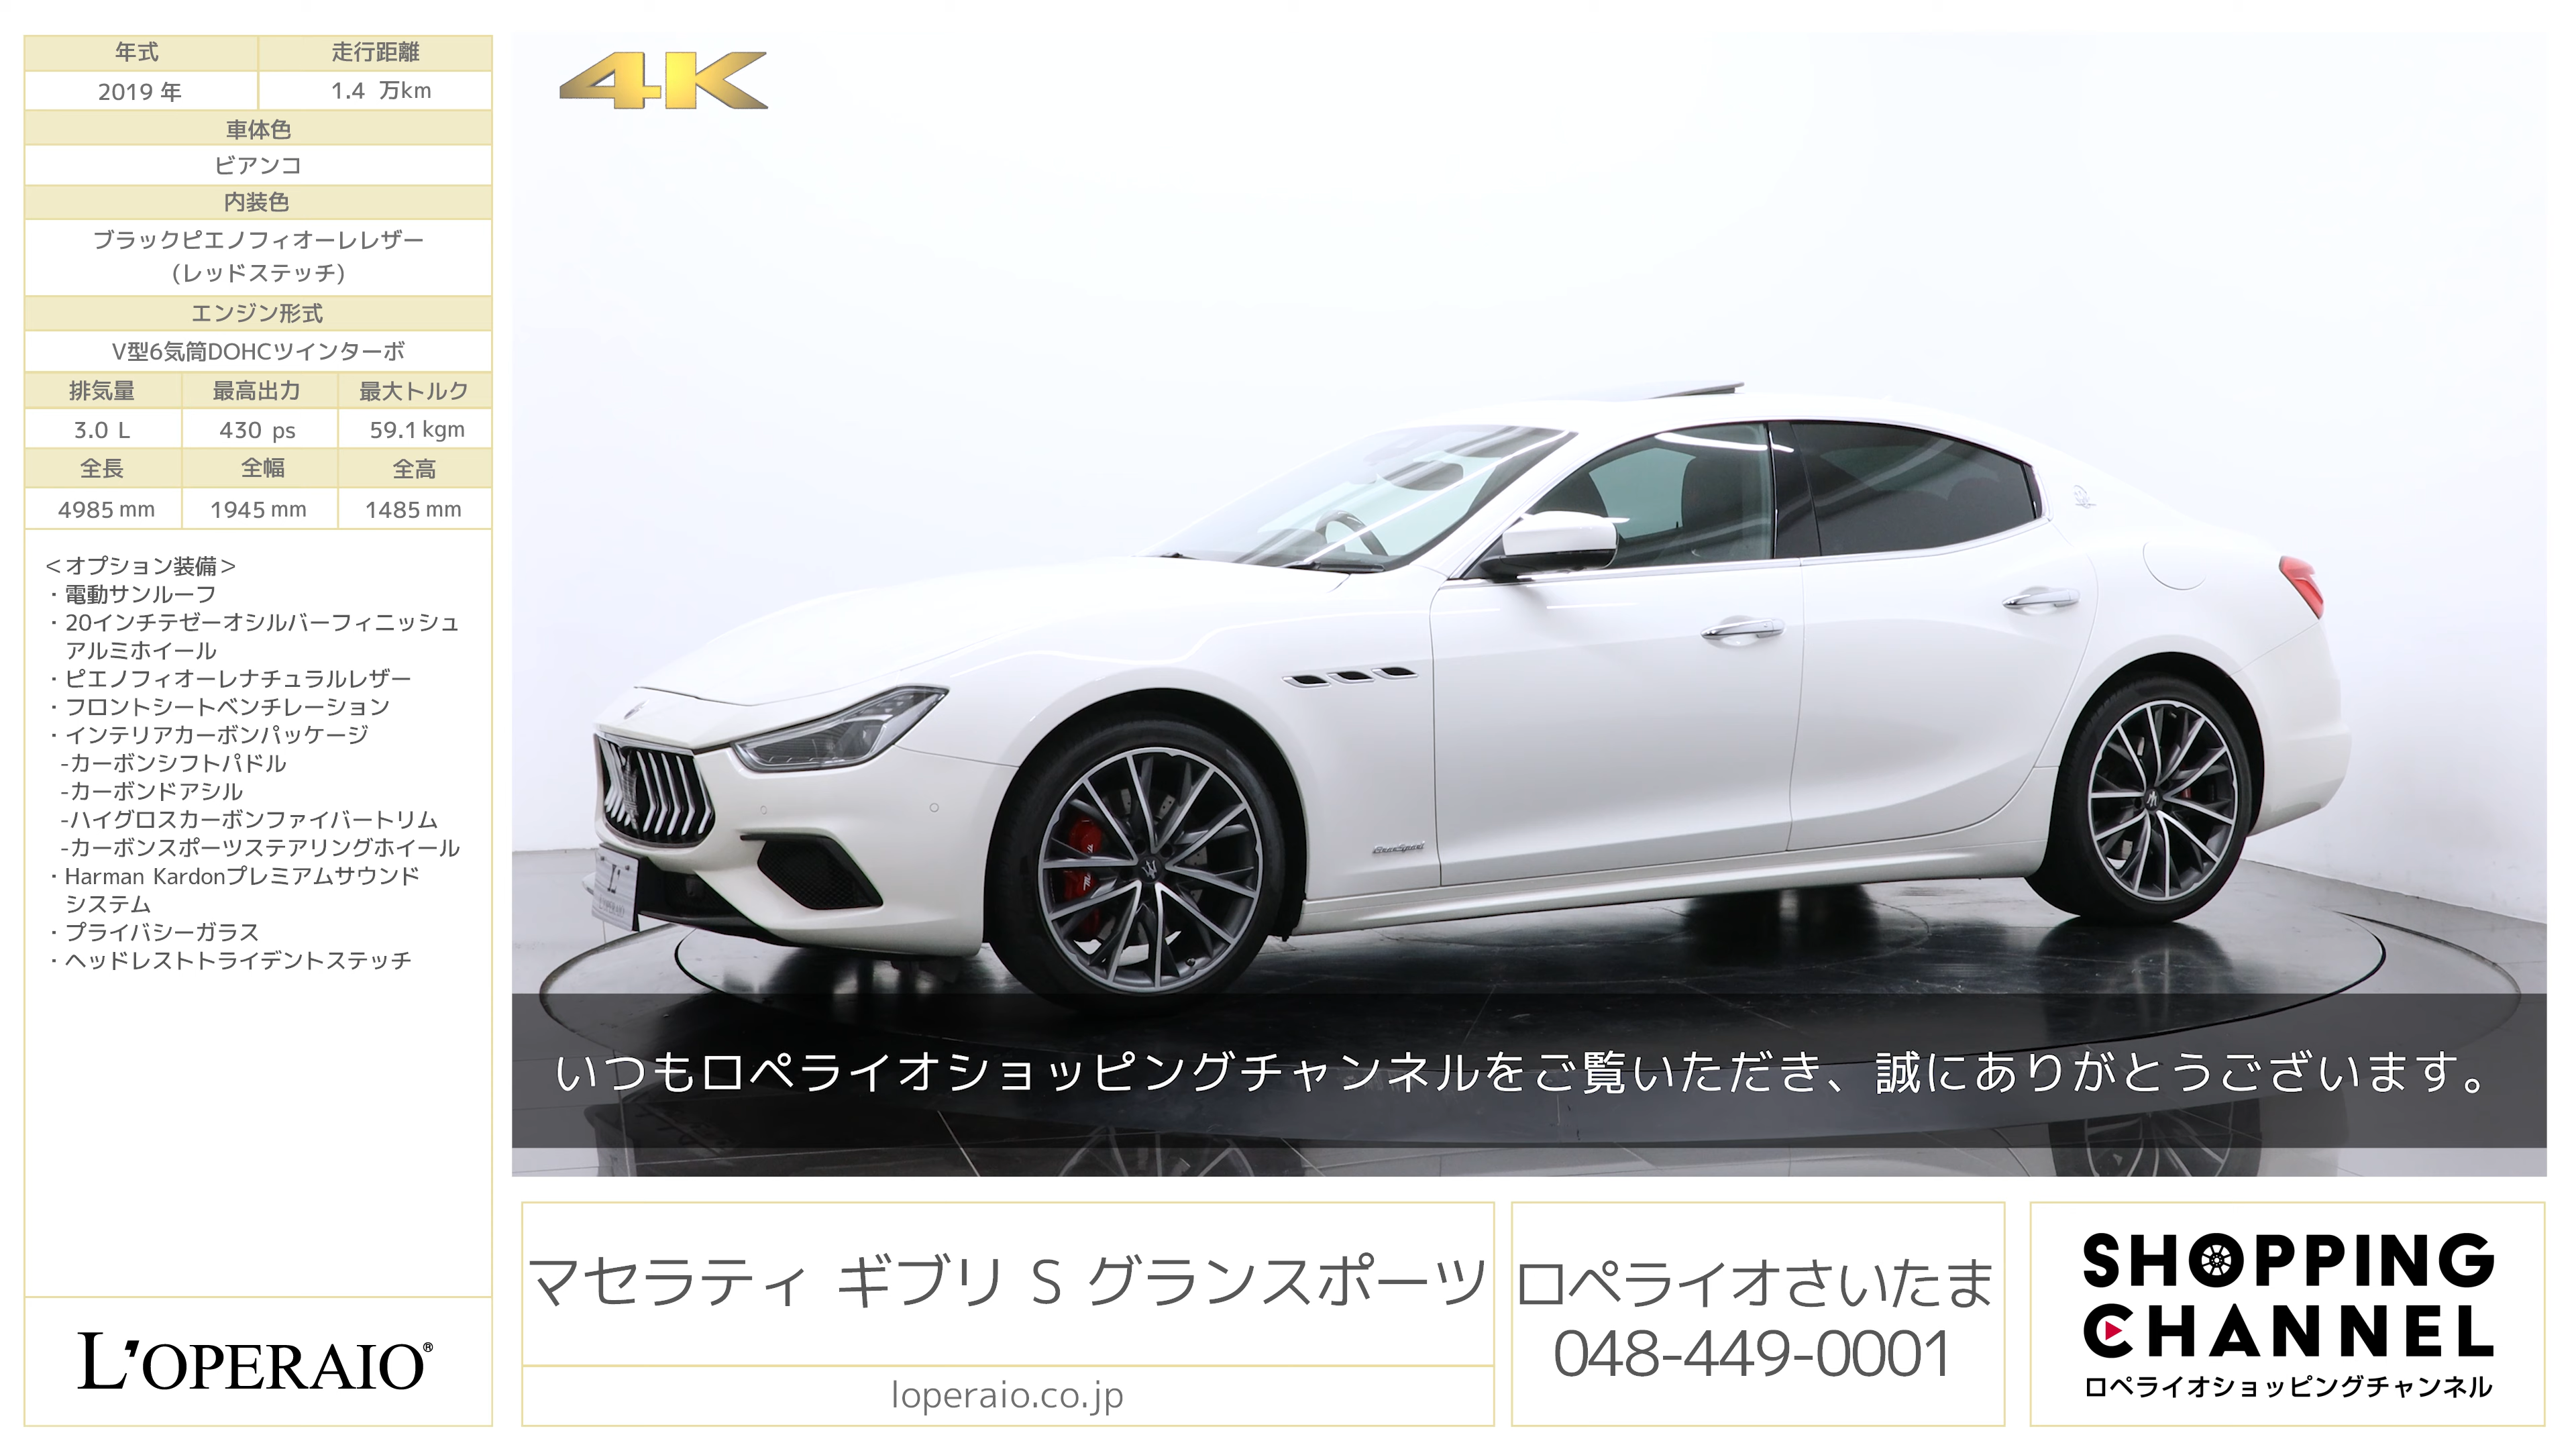 年式 走行距離
2019 年 1.4 万km
車体色
ビアンコ
内装色
ブラックピエノフィオーレレザー
(レッドステッチ)
エンジン形式
V型6気筒DOHCツインターボ
排気量 最高出力 最大トルク
3.0 L 430 ps 59.1 kgm
全長 全幅 全高
4985 mm 1945 mm 1485 mm
＜オプション装備＞
・電動サンルーフ
・20インチテゼーオシルバーフィニッシュ
アルミホイール
・ピエノフィオーレナチュラルレザー
・フロントシートベンチレーション
・インテリアカーボンパッケージ
-カーボンシフトパドル
-カーボンドアシル
-ハイグロスカーボンファイバートリム
-カーボンスポーツステアリングホイール
・Harman Kardonプレミアムサウンド
システム
・プライバシーガラス
・ヘッドレストトライデントステッチ
L'OPERAIO®
4K
GranSport
L'OPERAIO
いつもロペライオショッピングチャンネルをご覧いただき、誠にありがとうございます。
マセラティ ギブリ S グランスポーツ
loperaio.co.jp
ロペライオさいたま
048-449-0001
SHOPPING
CHANNEL
ロペライオショッピングチャンネル